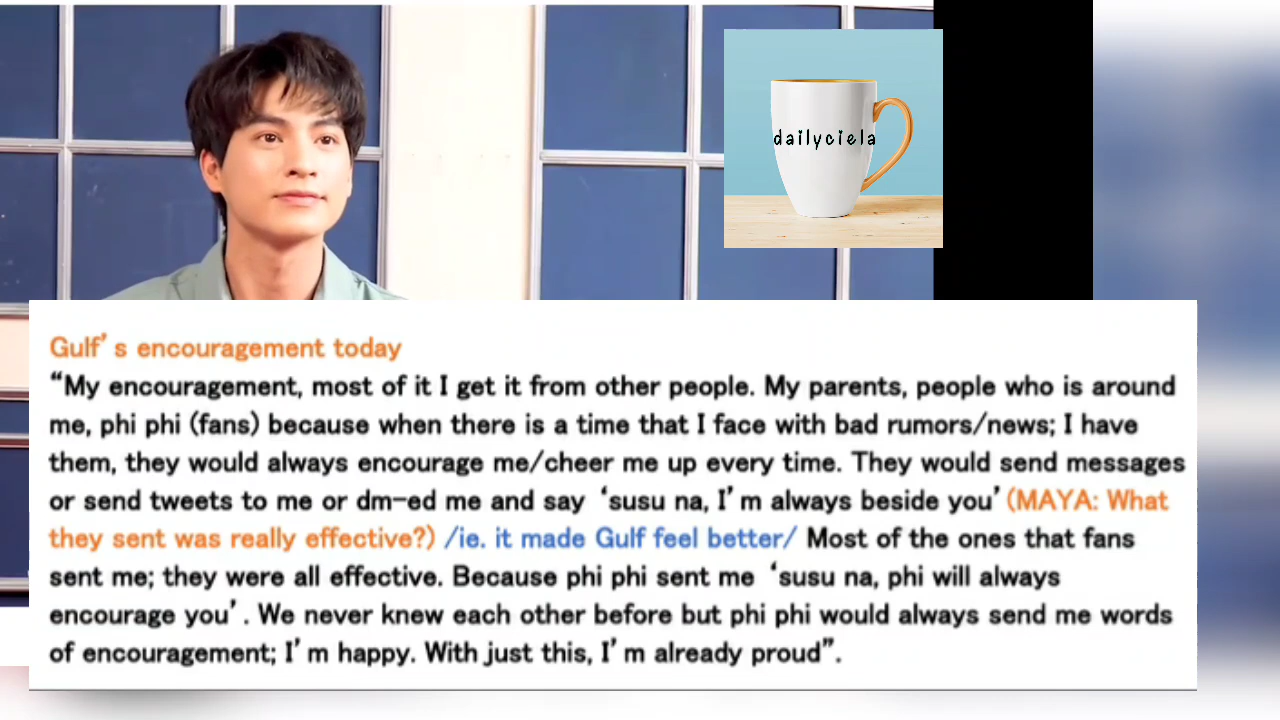 dailyciela
Gulf’s encouragement today
“My encouragement, most of it I get it from other people. My parents, people who is around
me, phi phi (fans) because when there is a time that I face with bad rumors/news; I have
them, they would always encourage me/cheer me up every time. They would send messages
or send tweets to me or dm-ed me and say ‘susu na, I’m always beside you’ (MAYA: What
they sent was really effective?) /ie. it made Gulf feel better/ Most of the ones that fans
sent me; they were all effective. Because phi phi sent me ‘susu na, phi will always
encourage you’. We never knew each other before but phi phi would always send me words
of encouragement; I’m happy. With just this, I’m already proud”.